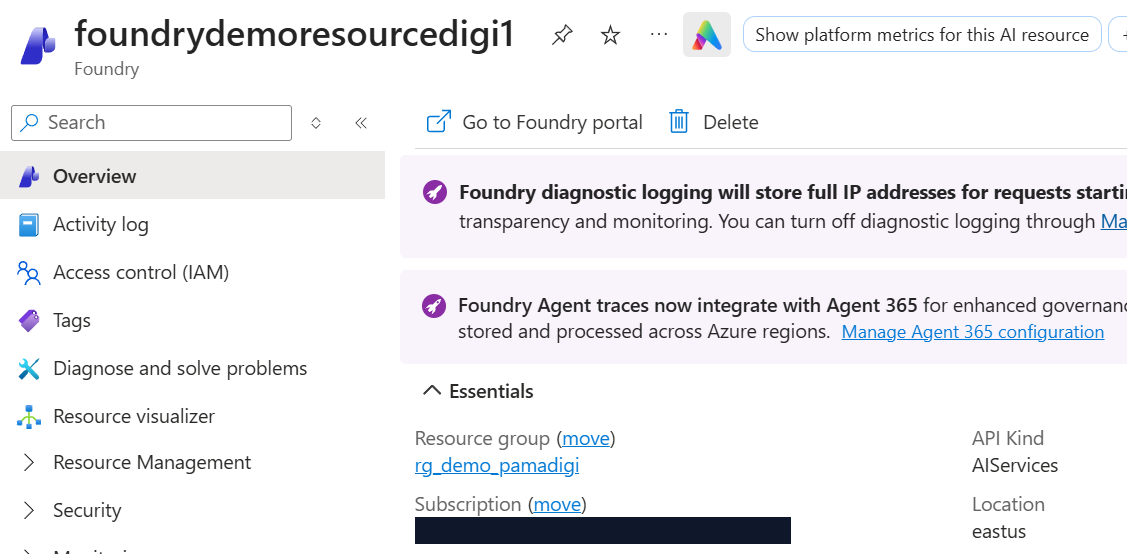 foundrydemoresourcedigi1
Foundry
Show platform metrics for this AI resource
Search
Go to Foundry portal
Delete
Overview
Activity log
Access control (IAM)
Tags
Diagnose and solve problems
Resource visualizer
Resource Management
Security
Foundry diagnostic logging will store full IP addresses for requests
transparency and monitoring. You can turn off diagnostic logging through
Foundry Agent traces now integrate with Agent 365 for enhanced
stored and processed across Azure regions. Manage Agent 365 configuration
Essentials
Resource group (move)
rg_demo_pamadigi
Subscription (move)
API Kind
AIServices
Location
eastus